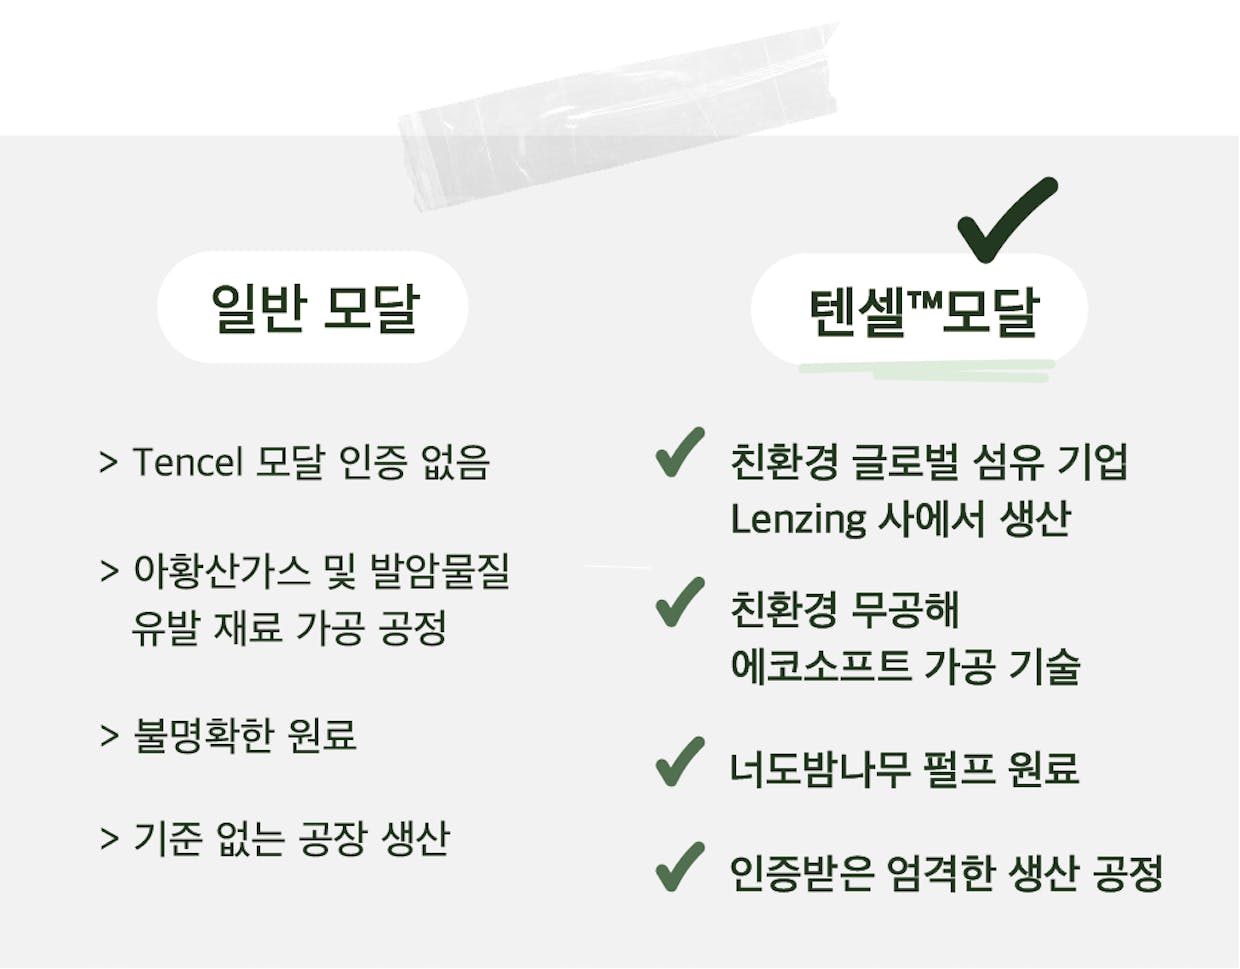 일반 모달
> Tencel 모달 인증 없음
> 아황산가스 및 발암물질
유발 재료 가공 공정
> 불명확한 원료
> 기준 없는 공장 생산
텐셀™모달
친환경 글로벌 섬유 기업
Lenzing 사에서 생산
친환경 무공해
에코소프트 가공 기술
너도밤나무 펄프 원료
인증받은 엄격한 생산 공정